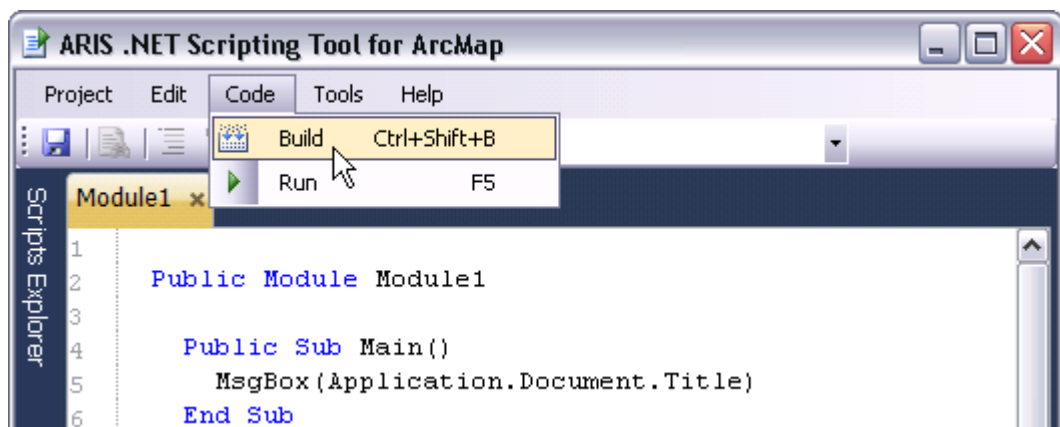 ARIS .NET Scripting Tool for ArcMap
Project Edit Code Tools Help
Build Ctrl+Shift+B
Run F5
Scripts Explorer
Module1 x
1
2 Public Module Module1
3
4 Public Sub Main()
5 MsgBox(Application.Document.Title)
6 End Sub